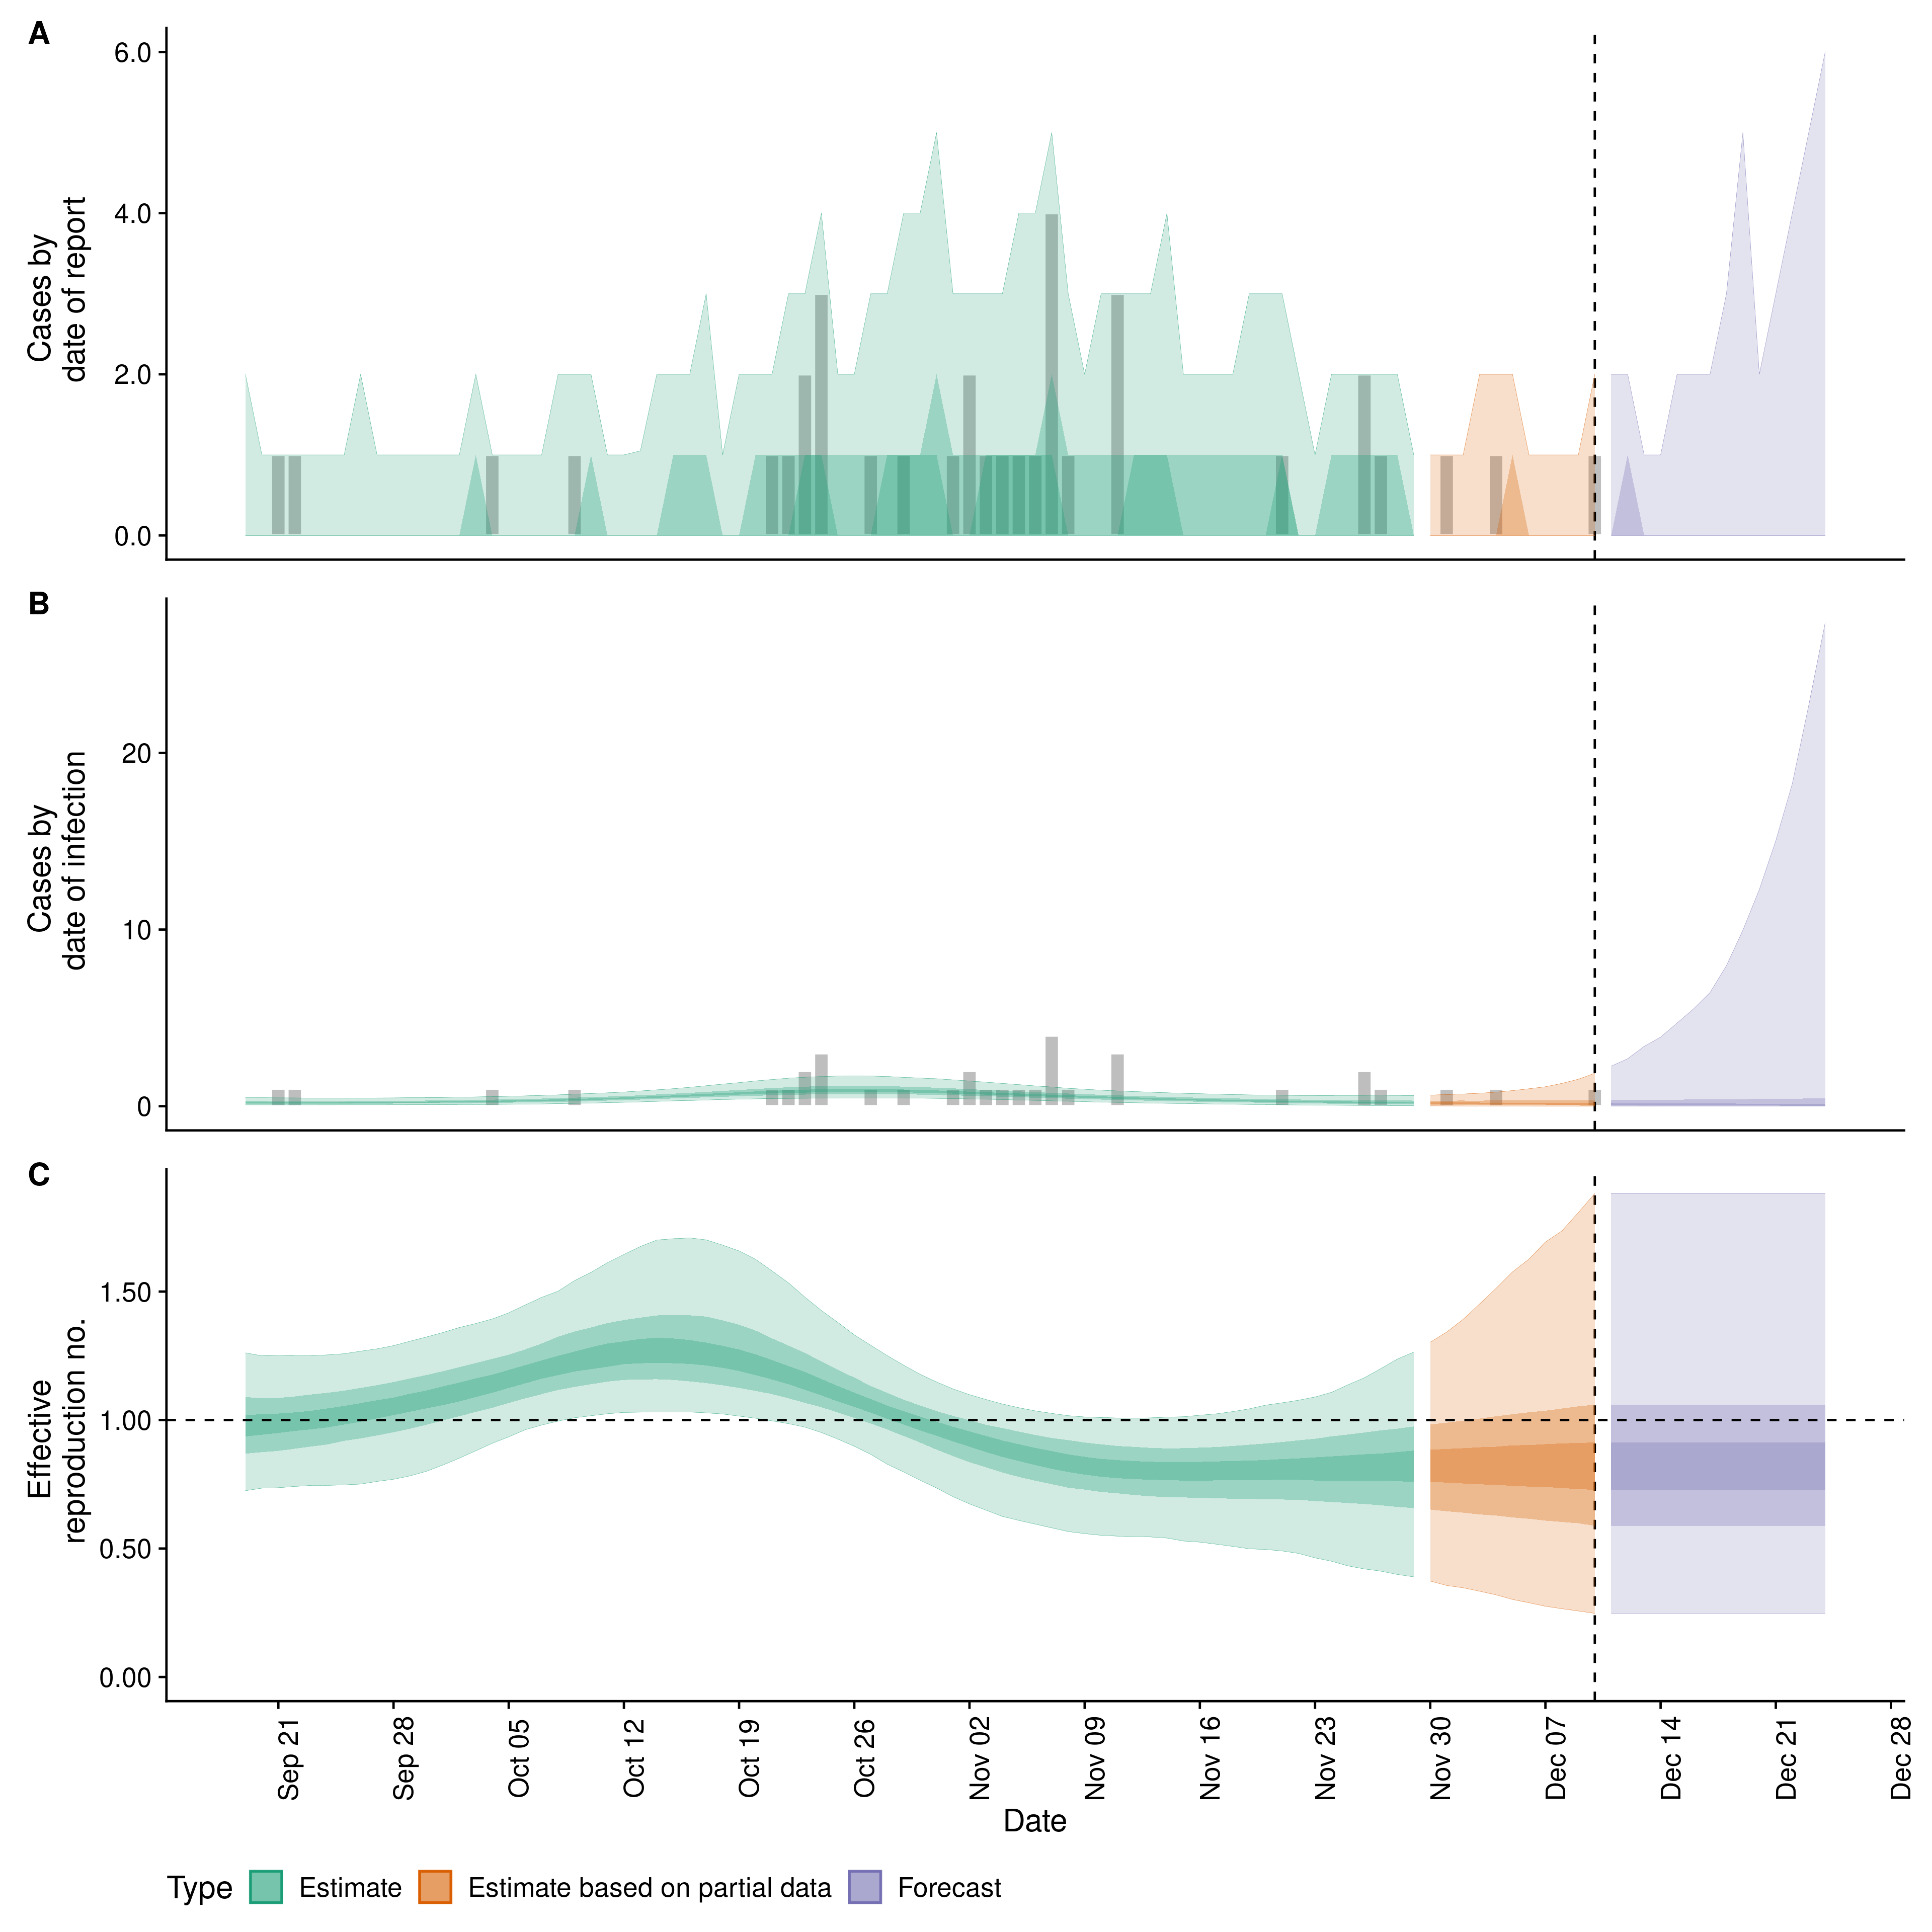 A
Cases by
date of report
6.0
4.0
2.0
0.0
B
Cases by
date of infection
20
10
0
C
Effective
reproduction no.
1.50
1.00
0.50
0.00
Sep 21
Sep 28
Oct 05
Oct 12
Oct 19
Oct 26
Nov 02
Nov 09
Nov 16
Nov 23
Nov 30
Dec 07
Dec 14
Dec 21
Dec 28
Date
Type Estimate Estimate based on partial data Forecast